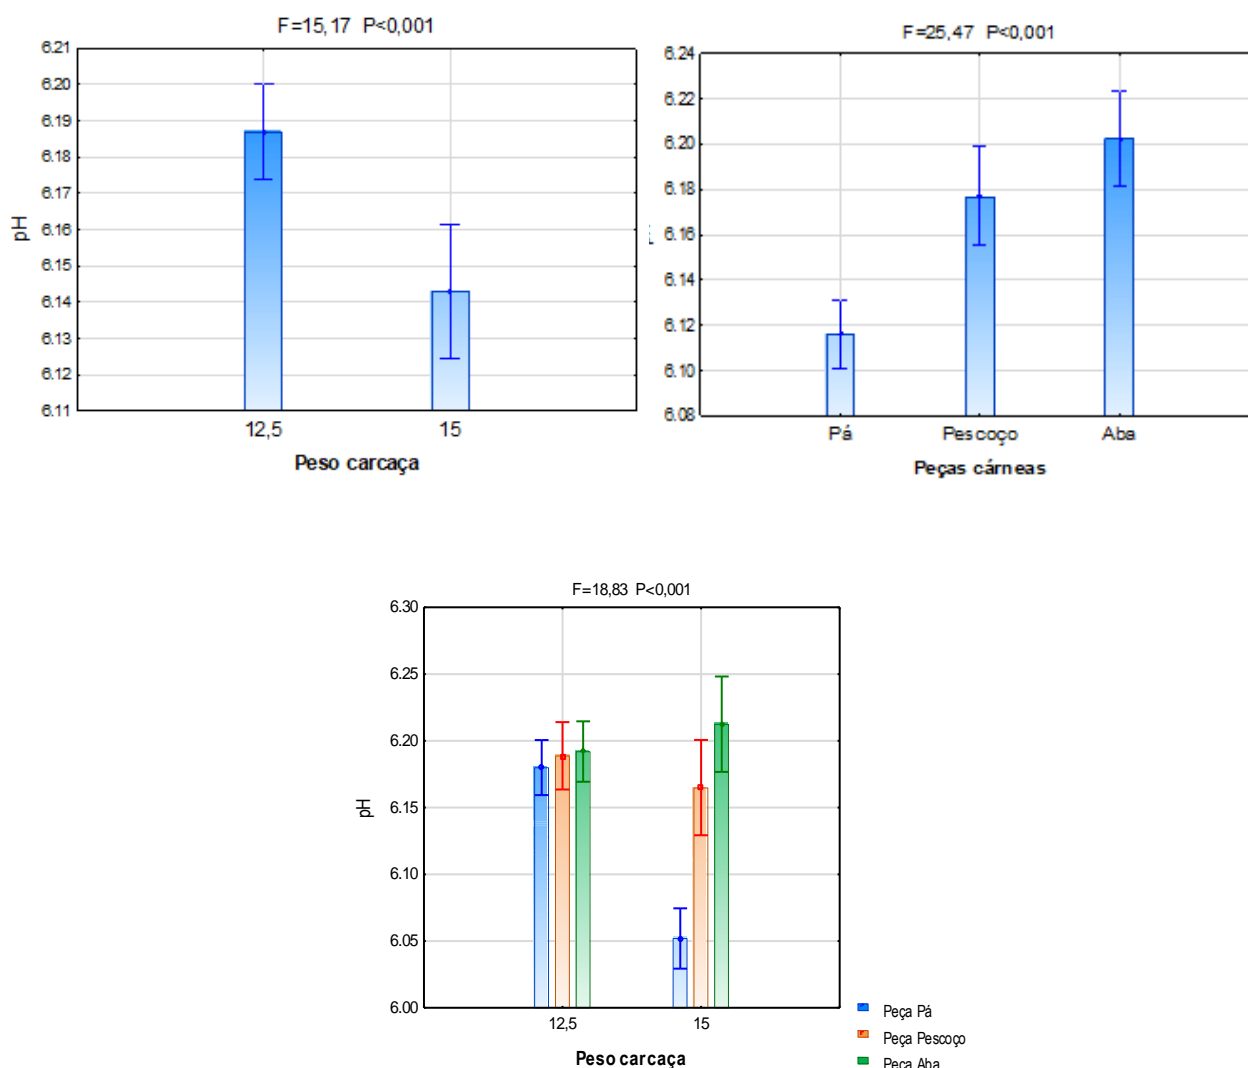 F=15,17 P<0,001
6.21
6.20
6.19
6.18
6.17
6.16
6.15
6.14
6.13
6.12
6.11
pH
12,5 15
Peso carcaça
F=25,47 P<0,001
6.24
6.22
6.20
6.18
6.16
6.14
6.12
6.10
6.08
Pá Pescoço Aba
Peças cárneas
F=18,83 P<0,001
6.30
6.25
6.20
6.15
6.10
6.05
6.00
pH
12,5 15
Peso carcaça
Peça Pá
Peça Pescoço
Peça Aba